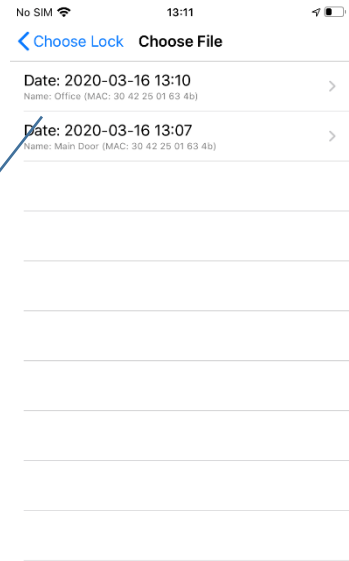 No SIM 13:11
Choose Lock Choose File
Date: 2020-03-16 13:10
Name: Office (MAC: 30 42 25 01 63 4b)
Date: 2020-03-16 13:07
Name: Main Door (MAC: 30 42 25 01 63 4b)